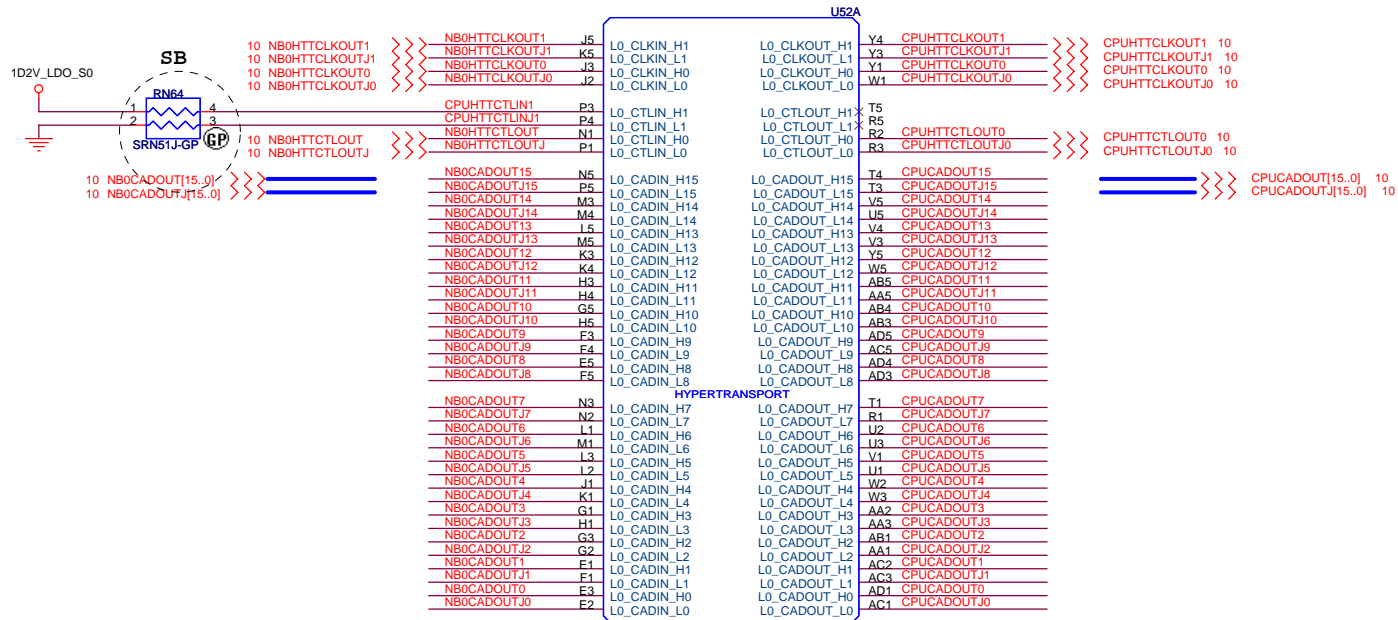 U52A
SB
1D2V_LDO_S0
RN64
1 4
2 3
SRN51J-GP GP
10 NB0HTTCLKOUT1 NB0HTTCLKOUT1 J5 L0_CLKIN_H1 L0_CLKOUT_H1 Y4 CPUHTTCLKOUT1 CPUHTTCLKOUT1 10
10 NB0HTTCLKOUTJ1 NB0HTTCLKOUTJ1 K5 L0_CLKIN_L1 L0_CLKOUT_L1 Y3 CPUHTTCLKOUTJ1 CPUHTTCLKOUTJ1 10
10 NB0HTTCLKOUT0 NB0HTTCLKOUT0 J3 L0_CLKIN_H0 L0_CLKOUT_H0 Y1 CPUHTTCLKOUT0 CPUHTTCLKOUT0 10
10 NB0HTTCLKOUTJ0 NB0HTTCLKOUTJ0 J2 L0_CLKIN_L0 L0_CLKOUT_L0 W1 CPUHTTCLKOUTJ0 CPUHTTCLKOUTJ0 10
CPUHTTCTLIN1 P3 L0_CTLIN_H1 L0_CTLOUT_H1 T5
CPUHTTCTLINJ1 P4 L0_CTLIN_L1 L0_CTLOUT_L1 R5
10 NB0HTTCTLOUT NB0HTTCTLOUT N1 L0_CTLIN_H0 L0_CTLOUT_H0 R2 CPUHTTCTLOUT0 CPUHTTCTLOUT0 10
10 NB0HTTCTLOUTJ NB0HTTCTLOUTJ P1 L0_CTLIN_L0 L0_CTLOUT_L0 R3 CPUHTTCTLOUTJ0 CPUHTTCTLOUTJ0 10
10 NB0CADOUT[15..0] NB0CADOUT15 N5 L0_CADIN_H15 L0_CADOUT_H15 T4 CPUCADOUT15 CPUCADOUT[15..0] 10
10 NB0CADOUTJ[15..0] NB0CADOUTJ15 P5 L0_CADIN_L15 L0_CADOUT_L15 T3 CPUCADOUTJ15 CPUCADOUTJ[15..0] 10
NB0CADOUT14 M3 L0_CADIN_H14 L0_CADOUT_H14 V5 CPUCADOUT14
NB0CADOUTJ14 M4 L0_CADIN_L14 L0_CADOUT_L14 U5 CPUCADOUTJ14
NB0CADOUT13 L5 L0_CADIN_H13 L0_CADOUT_H13 V4 CPUCADOUT13
NB0CADOUTJ13 M5 L0_CADIN_L13 L0_CADOUT_L13 V3 CPUCADOUTJ13
NB0CADOUT12 K3 L0_CADIN_H12 L0_CADOUT_H12 Y5 CPUCADOUT12
NB0CADOUTJ12 K4 L0_CADIN_L12 L0_CADOUT_L12 W5 CPUCADOUTJ12
NB0CADOUT11 H3 L0_CADIN_H11 L0_CADOUT_H11 AB5 CPUCADOUT11
NB0CADOUTJ11 H4 L0_CADIN_L11 L0_CADOUT_L11 AA5 CPUCADOUTJ11
NB0CADOUT10 G5 L0_CADIN_H10 L0_CADOUT_H10 AB4 CPUCADOUT10
NB0CADOUTJ10 H5 L0_CADIN_L10 L0_CADOUT_L10 AB3 CPUCADOUTJ10
NB0CADOUT9 F3 L0_CADIN_H9 L0_CADOUT_H9 AD5 CPUCADOUT9
NB0CADOUTJ9 F4 L0_CADIN_L9 L0_CADOUT_L9 AC5 CPUCADOUTJ9
NB0CADOUT8 E5 L0_CADIN_H8 L0_CADOUT_H8 AD4 CPUCADOUT8
NB0CADOUTJ8 F5 L0_CADIN_L8 L0_CADOUT_L8 AD3 CPUCADOUTJ8
HYPERTRANSPORT
NB0CADOUT7 N3 L0_CADIN_H7 L0_CADOUT_H7 T1 CPUCADOUT7
NB0CADOUTJ7 N2 L0_CADIN_L7 L0_CADOUT_L7 R1 CPUCADOUTJ7
NB0CADOUT6 L1 L0_CADIN_H6 L0_CADOUT_H6 U2 CPUCADOUT6
NB0CADOUTJ6 M1 L0_CADIN_L6 L0_CADOUT_L6 U3 CPUCADOUTJ6
NB0CADOUT5 L3 L0_CADIN_H5 L0_CADOUT_H5 V1 CPUCADOUT5
NB0CADOUTJ5 L2 L0_CADIN_L5 L0_CADOUT_L5 U1 CPUCADOUTJ5
NB0CADOUT4 J1 L0_CADIN_H4 L0_CADOUT_H4 W2 CPUCADOUT4
NB0CADOUTJ4 K1 L0_CADIN_L4 L0_CADOUT_L4 W3 CPUCADOUTJ4
NB0CADOUT3 G1 L0_CADIN_H3 L0_CADOUT_H3 AA2 CPUCADOUT3
NB0CADOUTJ3 H1 L0_CADIN_L3 L0_CADOUT_L3 AA3 CPUCADOUTJ3
NB0CADOUT2 G3 L0_CADIN_H2 L0_CADOUT_H2 AB1 CPUCADOUT2
NB0CADOUTJ2 G2 L0_CADIN_L2 L0_CADOUT_L2 AA1 CPUCADOUTJ2
NB0CADOUT1 E1 L0_CADIN_H1 L0_CADOUT_H1 AC2 CPUCADOUT1
NB0CADOUTJ1 F1 L0_CADIN_L1 L0_CADOUT_L1 AC3 CPUCADOUTJ1
NB0CADOUT0 E3 L0_CADIN_H0 L0_CADOUT_H0 AD1 CPUCADOUT0
NB0CADOUTJ0 E2 L0_CADIN_L0 L0_CADOUT_L0 AC1 CPUCADOUTJ0